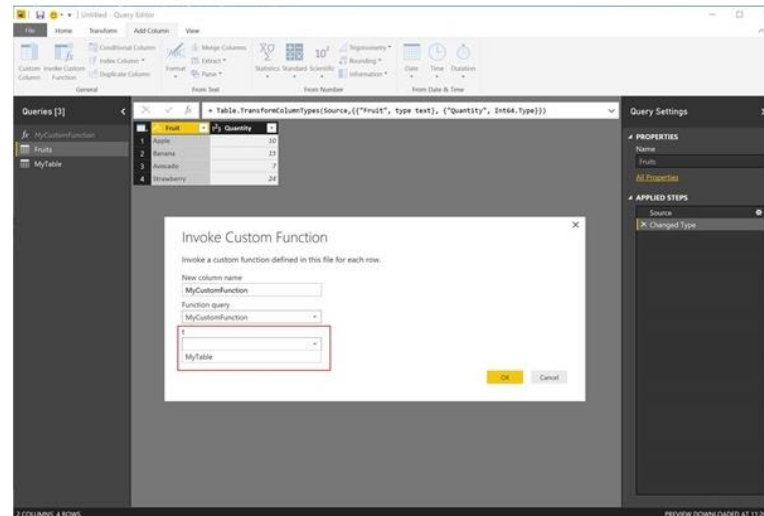 Untitled - Query Editor
File Home Transform Add Column View
Custom Column
Invoke Custom Function
Conditional Column
Index Column
Duplicate Column
General
Format
Merge Columns
Extract
Parse
From Text
Statistics Standard Scientific
Trigonometry
Rounding
Information
From Number
Date Time Duration
From Date & Time
Queries [3]
MyCustomFunction
Fruits
MyTable
= Table.TransformColumnTypes(Source,{{"Fruit", type text}, {"Quantity", Int64.Type}})
Fruit Quantity
1 Apple 10
2 Banana 15
3 Avocado 7
4 Strawberry 24
Query Settings
PROPERTIES
Name
Fruits
All Properties
APPLIED STEPS
Source
Changed Type
Invoke Custom Function
Invoke a custom function defined in this file for each row.
New column name
MyCustomFunction
Function query
MyCustomFunction
t
MyTable
OK Cancel
2 COLUMNS, 4 ROWS
PREVIEW DOWNLOADED AT